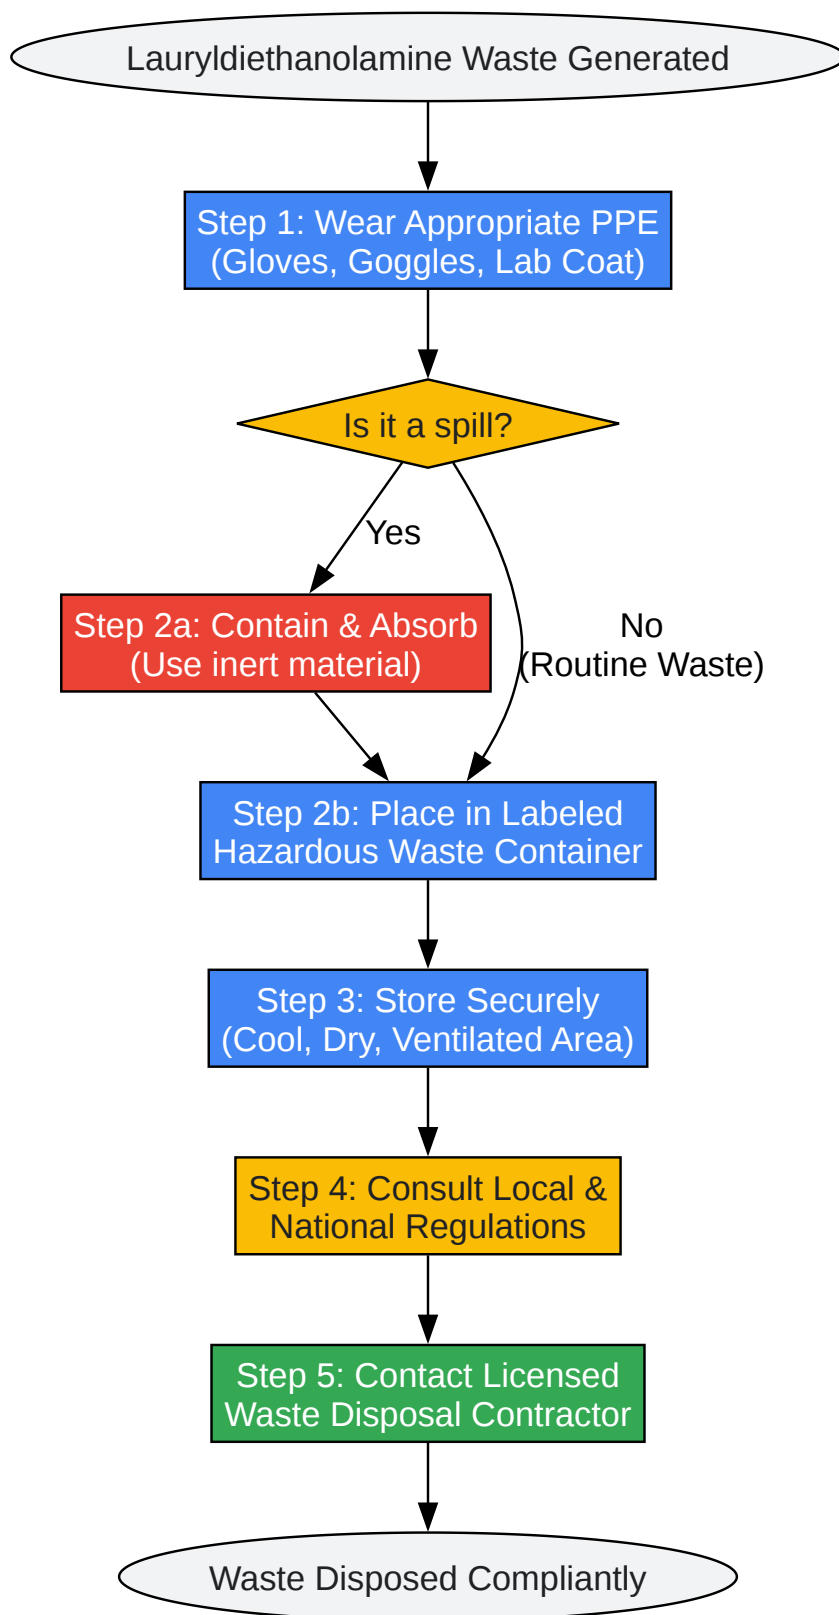 Lauryldiethanolamine Waste Generated
Step 1: Wear Appropriate PPE
(Gloves, Goggles, Lab Coat)
Is it a spill?
Yes
Step 2a: Contain & Absorb
(Use inert material)
No
(Routine Waste)
Step 2b: Place in Labeled
Hazardous Waste Container
Step 3: Store Securely
(Cool, Dry, Ventilated Area)
Step 4: Consult Local &
National Regulations
Step 5: Contact Licensed
Waste Disposal Contractor
Waste Disposed Compliantly